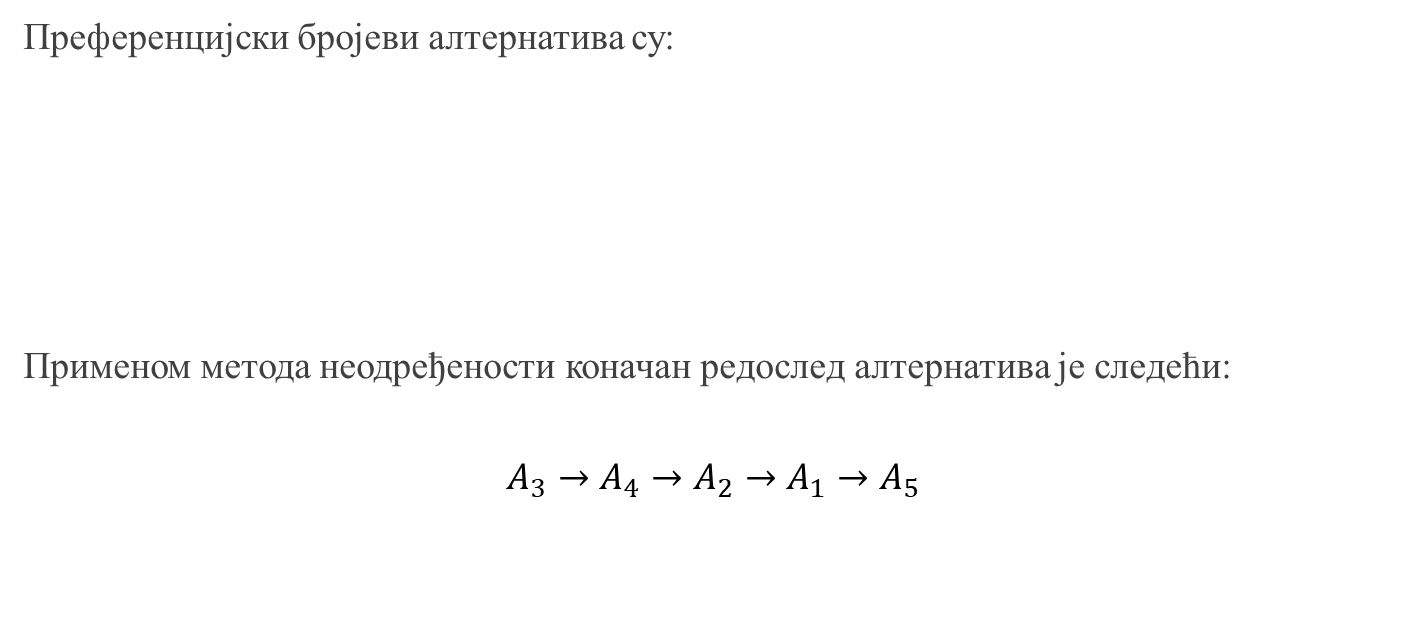 Преференцијски бројеви алтернатива су:
Применом метода неодређености коначан редослед алтернатива је следећи:
A₃ → A₄ → A₂ → A₁ → A₅